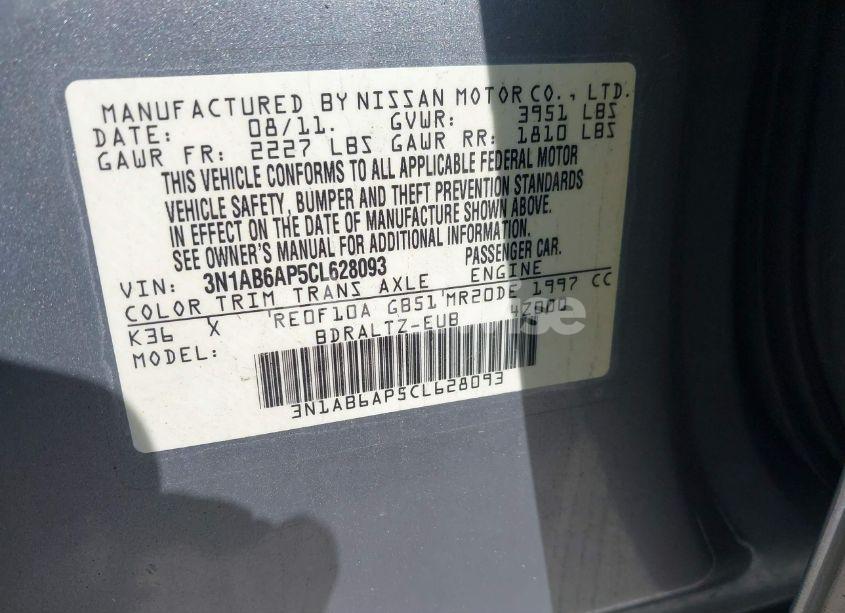 MANUFACTURED BY NISSAN MOTOR CO., LTD.
DATE: 08/11. GVWR: 3951 LBS
GAWR FR: 2227 LBS GAWR RR: 1810 LBS
THIS VEHICLE CONFORMS TO ALL APPLICABLE FEDERAL MOTOR
VEHICLE SAFETY, BUMPER AND THEFT PREVENTION STANDARDS
IN EFFECT ON THE DATE OF MANUFACTURE SHOWN ABOVE.
SEE OWNER'S MANUAL FOR ADDITIONAL INFORMATION.
VIN: 3N1AB6AP5CL628093 PASSENGER CAR.
COLOR TRIM TRANS AXLE ENGINE
K36 X RE0F10A GB51 MR20DE 1997 CC
MODEL: BDRALTZ-EUB
3N1AB6AP5CL628093